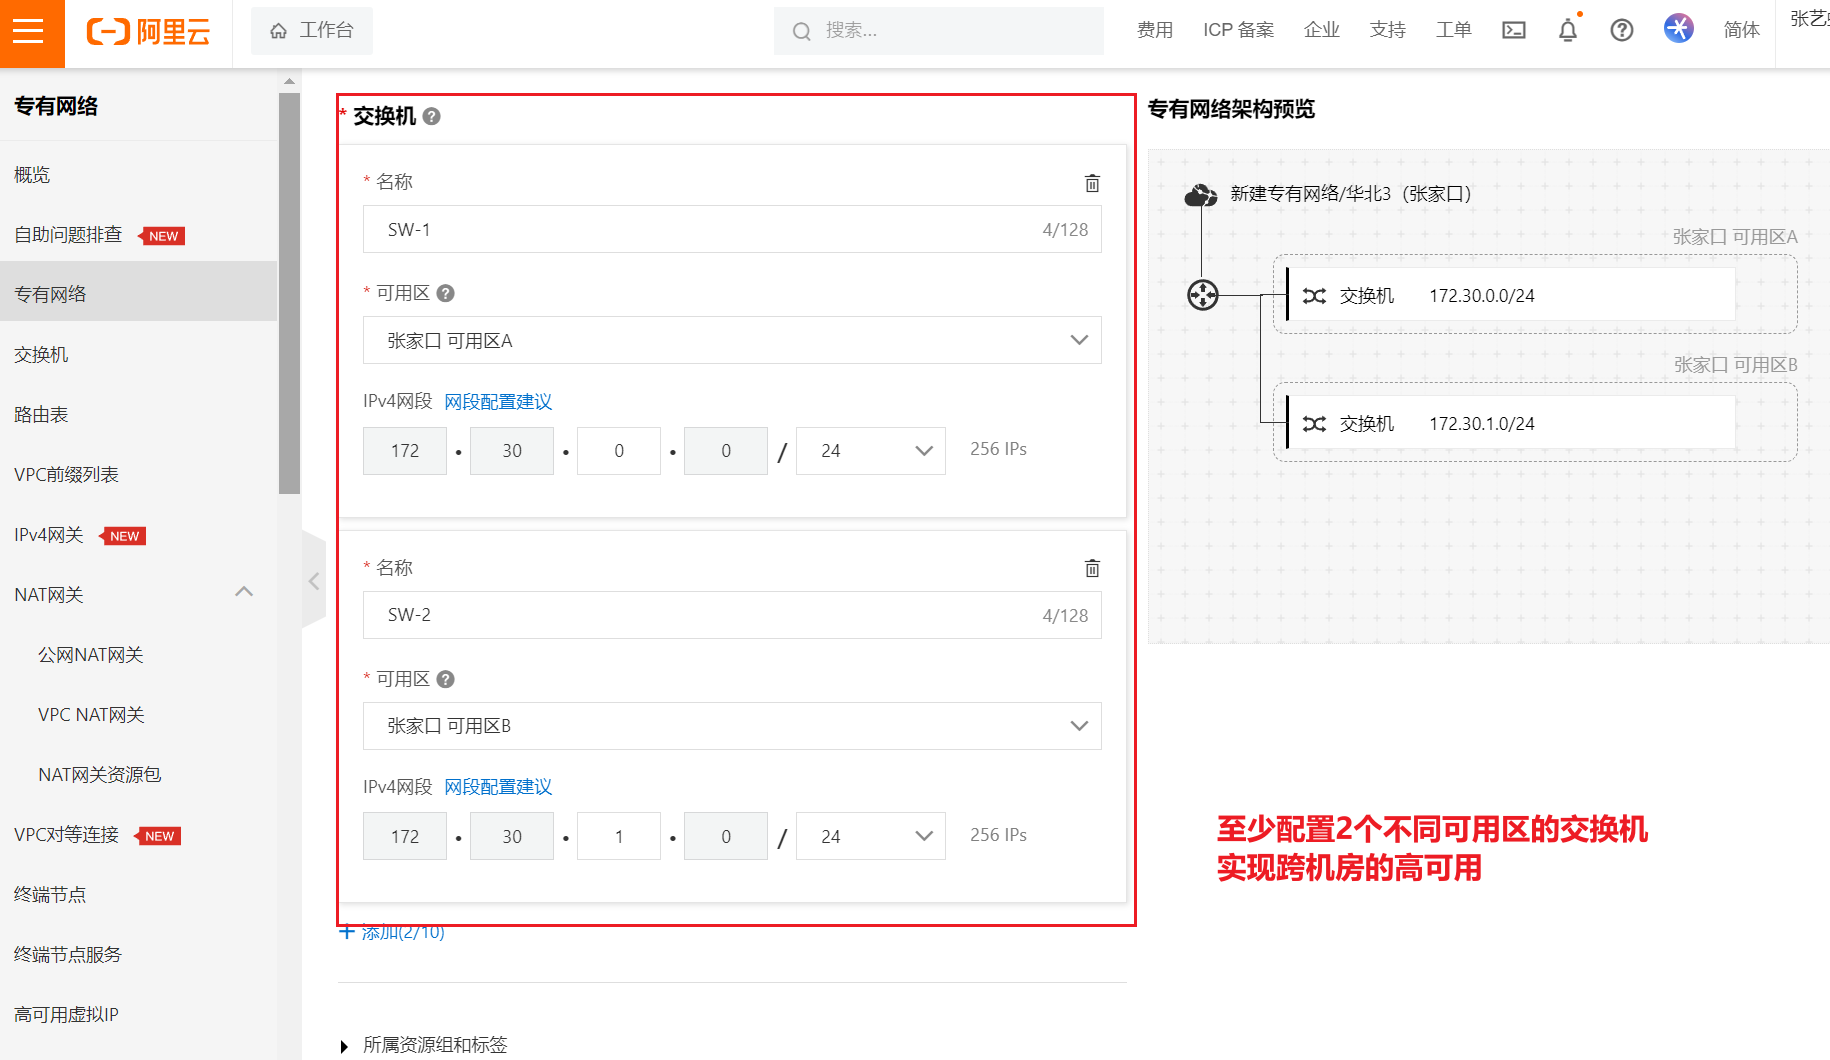 阿里云
工作台
搜索...
费用
ICP 备案
企业
支持
工单
简体
专有网络
概览
自助问题排查 NEW
专有网络
交换机
路由表
VPC前缀列表
IPv4网关 NEW
NAT网关
公网NAT网关
VPC NAT网关
NAT网关资源包
VPC对等连接 NEW
终端节点
终端节点服务
高可用虚拟IP
* 交换机
* 名称
SW-1 4/128
* 可用区
张家口 可用区A
IPv4网段 网段配置建议
172 · 30 · 0 · 0 / 24 256 IPs
* 名称
SW-2 4/128
* 可用区
张家口 可用区B
IPv4网段 网段配置建议
172 · 30 · 1 · 0 / 24 256 IPs
+ 添加(2/10)
所属资源组和标签
专有网络架构预览
新建专有网络/华北3（张家口）
张家口 可用区A
交换机 172.30.0.0/24
张家口 可用区B
交换机 172.30.1.0/24
至少配置2个不同可用区的交换机
实现跨机房的高可用